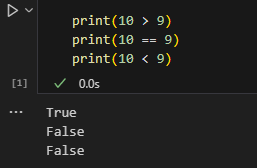 print(10 > 9)
print(10 == 9)
print(10 < 9)
[1]
0.0s
True
False
False